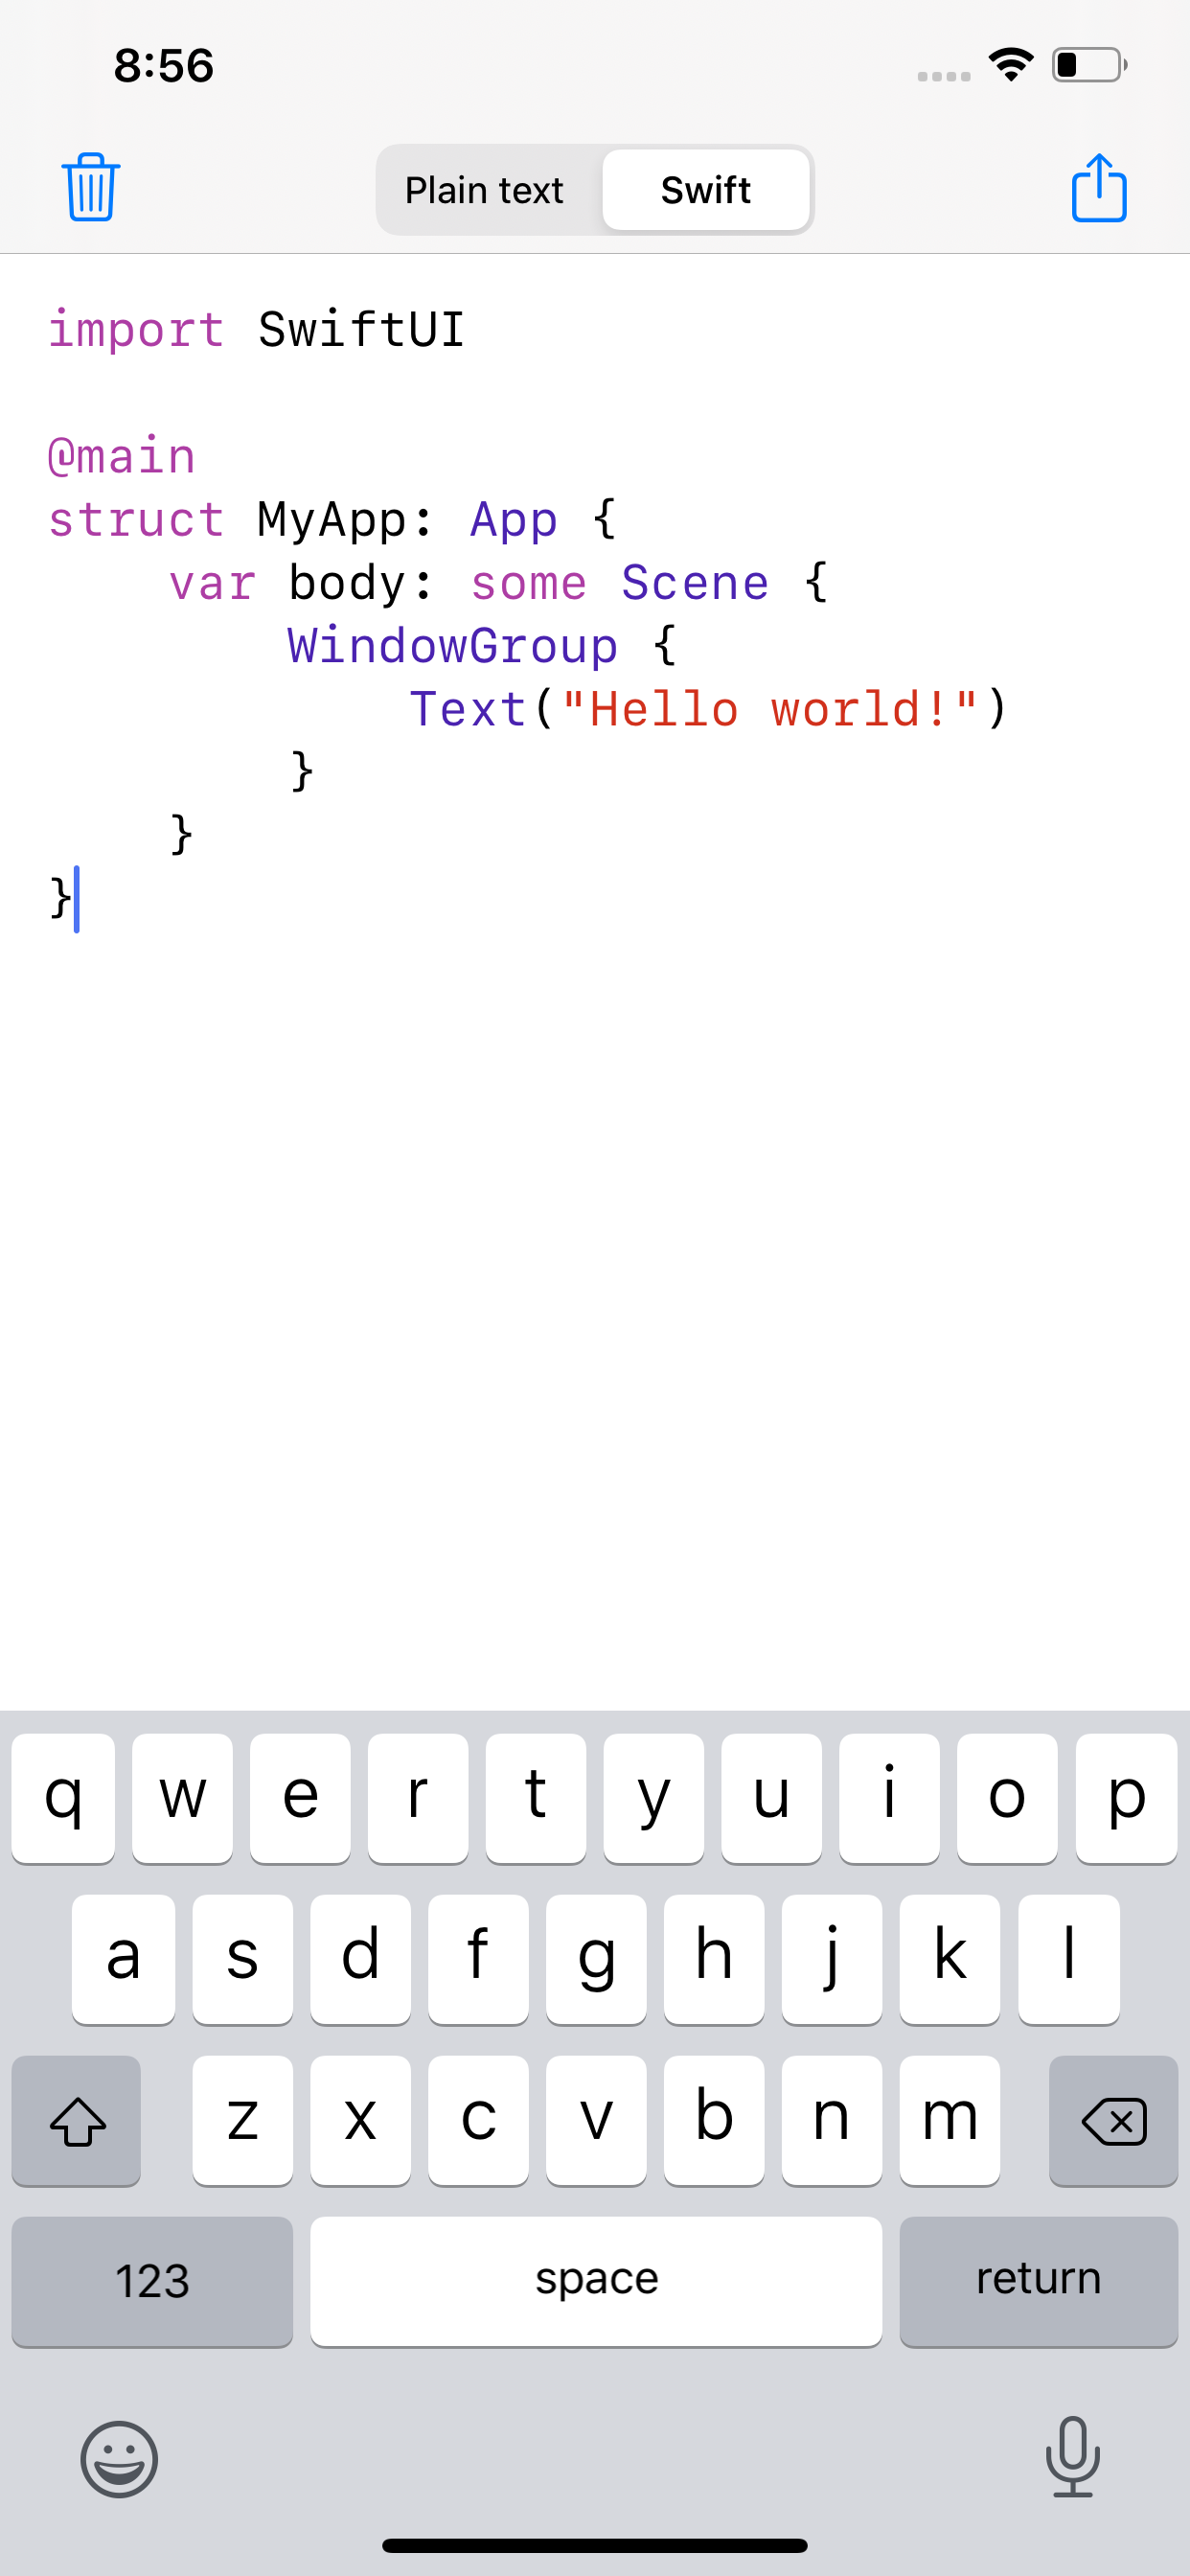 8:56
Plain text Swift
import SwiftUI

@main
struct MyApp: App {
    var body: some Scene {
        WindowGroup {
            Text("Hello world!")
        }
    }
}
q w e r t y u i o p
a s d f g h j k l
z x c v b n m
123 space return